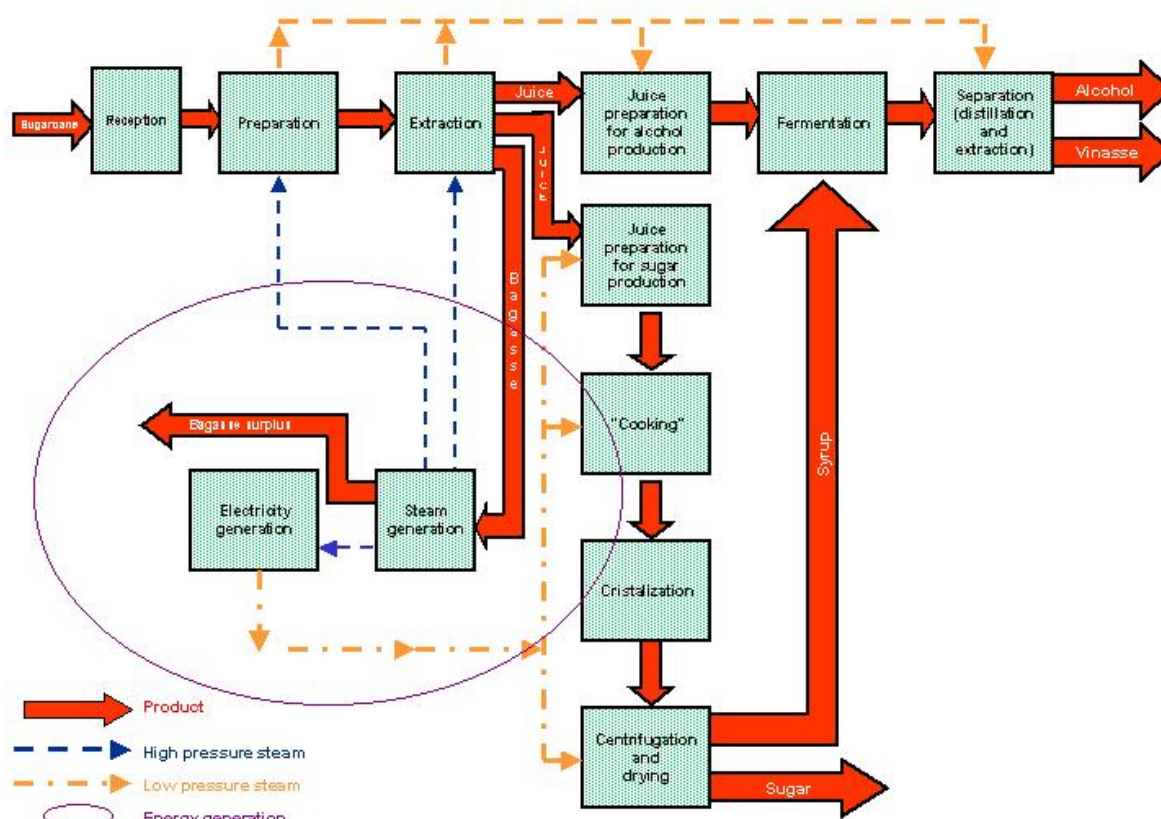 Sugarcane
Reception
Preparation
Extraction
Juice
Juice
preparation
for alcohol
production
Fermentation
Separation
(distillation
and
extraction)
Alcohol
Vinasse
Juice
Juice
preparation
for sugar
production
Bagasse
"Cooking"
Syrup
Bagasse surplus
Electricity
generation
Steam
generation
Cristalization
Centrifugation
and
drying
Sugar
Product
High pressure steam
Low pressure steam
Energy generation